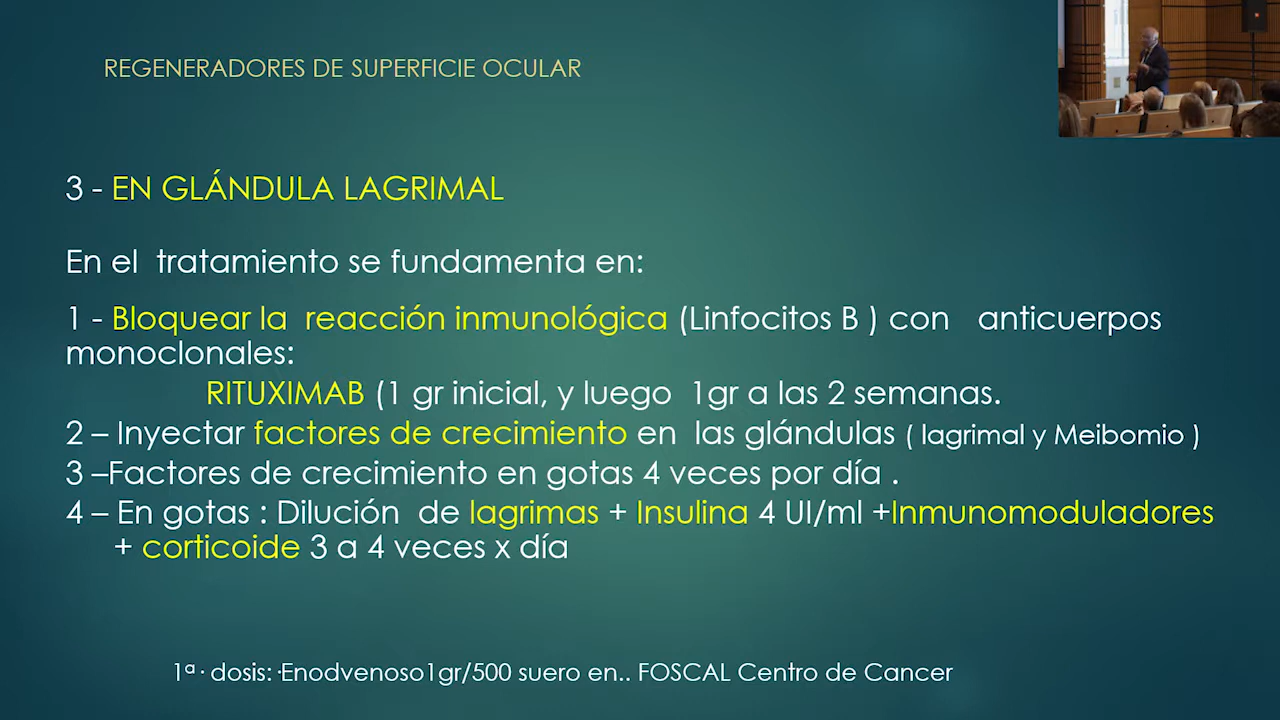 REGENERADORES DE SUPERFICIE OCULAR
3 - EN GLÁNDULA LAGRIMAL
En el tratamiento se fundamenta en:
1 - Bloquear la reacción inmunológica (Linfocitos B ) con anticuerpos
monoclonales:
RITUXIMAB (1 gr inicial, y luego 1gr a las 2 semanas.
2 – Inyectar factores de crecimiento en las glándulas ( lagrimal y Meibomio )
3 –Factores de crecimiento en gotas 4 veces por día .
4 – En gotas : Dilución de lagrimas + Insulina 4 UI/ml +Inmunomoduladores
+ corticoide 3 a 4 veces x día
1ª · dosis: ·Enodvenoso1gr/500 suero en.. FOSCAL Centro de Cancer